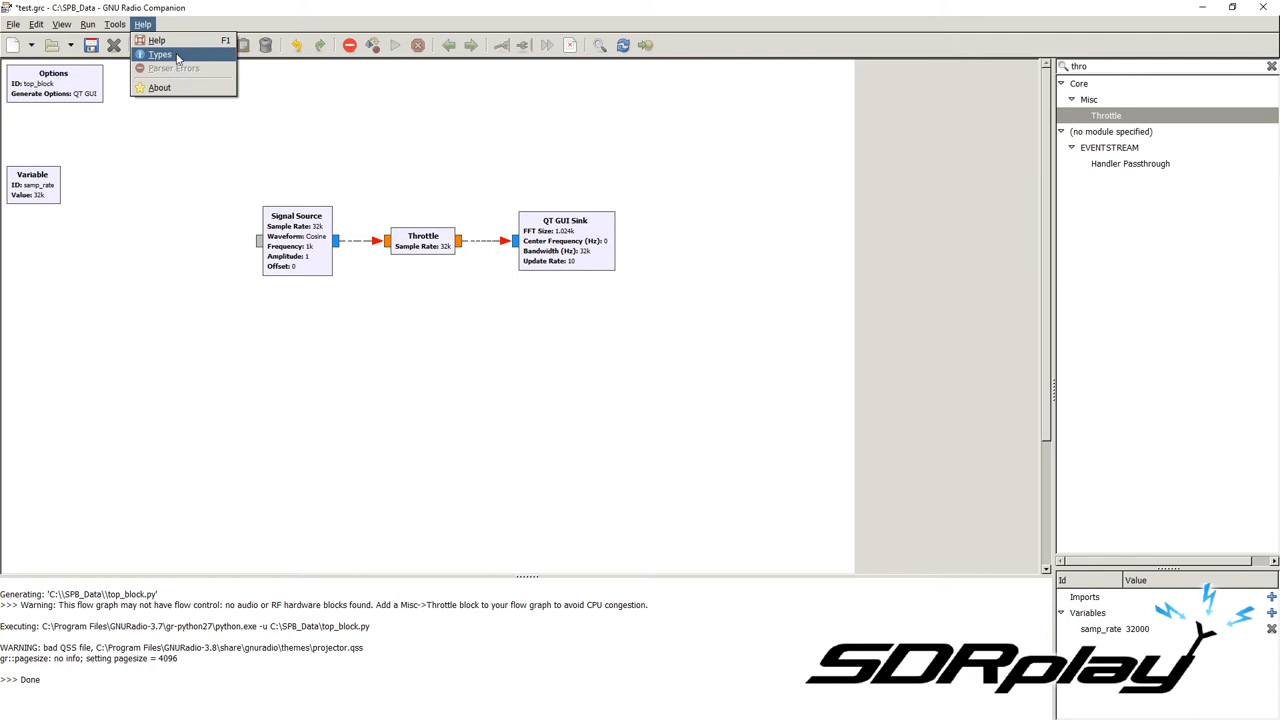 *test.grc - C:\SPB_Data - GNU Radio Companion
File Edit View Run Tools Help
Help F1
Types
Parser Errors
About
Options
ID: top_block
Generate Options: QT GUI
Variable
ID: samp_rate
Value: 32k
Signal Source
Sample Rate: 32k
Waveform: Cosine
Frequency: 1k
Amplitude: 1
Offset: 0
Throttle
Sample Rate: 32k
QT GUI Sink
FFT Size: 1.024k
Center Frequency (Hz): 0
Bandwidth (Hz): 32k
Update Rate: 10
thro
Core
Misc
Throttle
(no module specified)
EVENTSTREAM
Handler Passthrough
Generating: 'C:\\SPB_Data\\top_block.py'
>>> Warning: This flow graph may not have flow control: no audio or RF hardware blocks found. Add a Misc->Throttle block to your flow graph to avoid CPU congestion.
Executing: C:\Program Files\GNURadio-3.7\gr-python27\python.exe -u C:\SPB_Data\top_block.py
WARNING: bad QSS file, C:\Program Files\GNURadio-3.8\share\gnuradio\themes\projector.qss
gr::pagesize: no info; setting pagesize = 4096
>>> Done
Id Value
Imports
Variables
samp_rate 32000
SDRplay